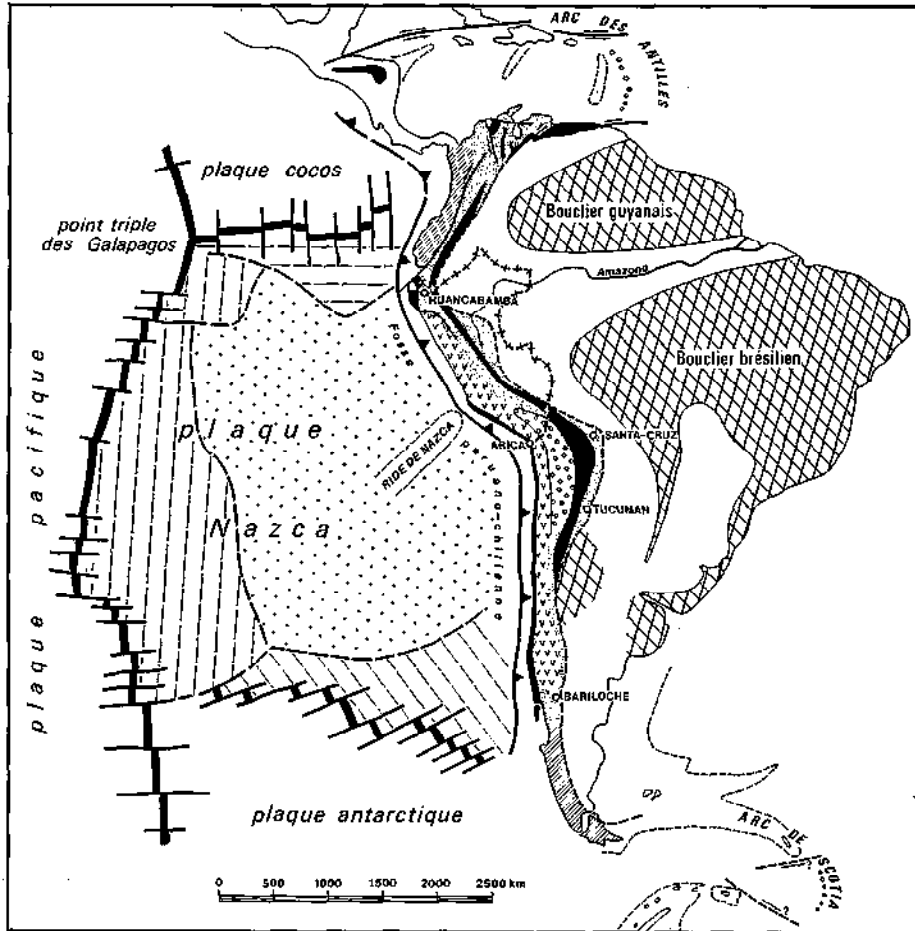 ARC DES
ANTILLES
plaque cocos
point triple
des Galapagos
Bouclier guyanais
Amazone
HUANCABAMBA
Bouclier brésilien
Fosse
péruno-chilienne
plaque
Nazca
RIDE DE NAZCA
ARICA
SANTA-CRUZ
TUCUMAN
plaque pacifique
BARILOCHE
plaque antarctique
ARC DE
SCOTIA
0 500 1000 1500 2000 2500 km
?